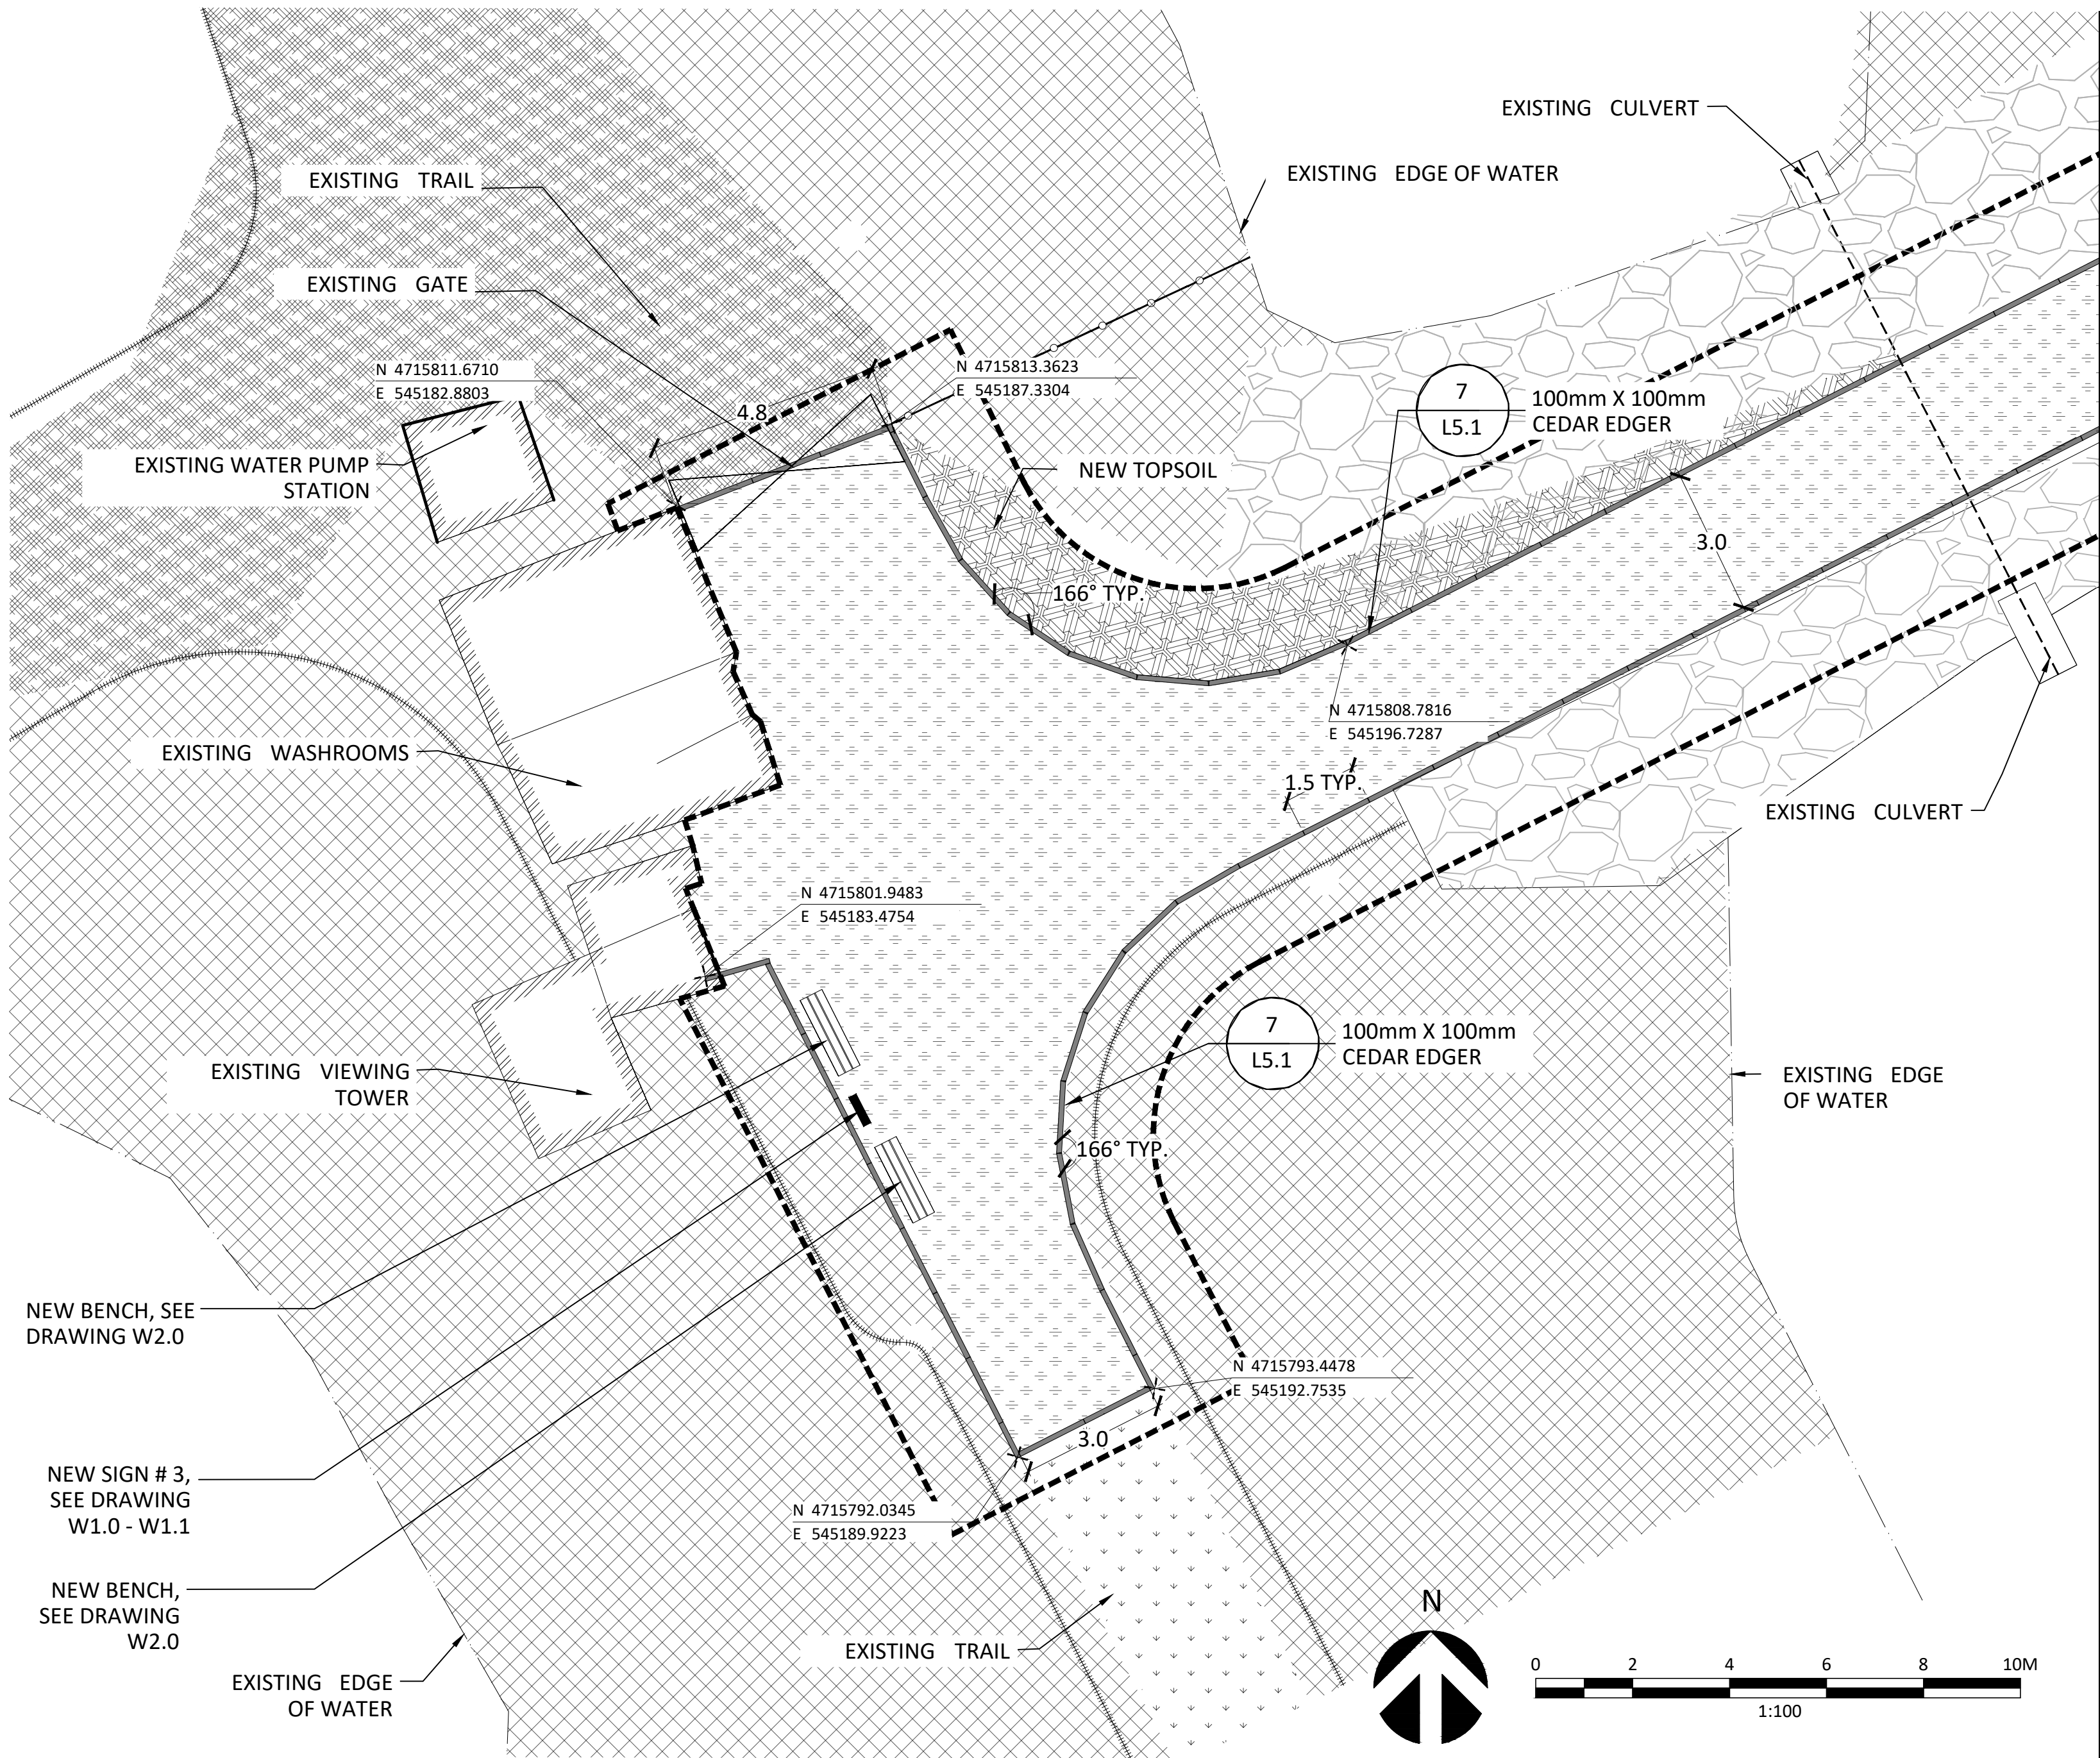 EXISTING CULVERT
EXISTING EDGE OF WATER
EXISTING TRAIL
EXISTING GATE
N 4715811.6710
E 545182.8803
N 4715813.3623
E 545187.3304
4.8
7
L5.1
100mm X 100mm
CEDAR EDGER
EXISTING WATER PUMP
STATION
NEW TOPSOIL
3.0
166° TYP.
N 4715808.7816
E 545196.7287
EXISTING WASHROOMS
1.5 TYP.
EXISTING CULVERT
N 4715801.9483
E 545183.4754
7
L5.1
100mm X 100mm
CEDAR EDGER
EXISTING VIEWING
TOWER
EXISTING EDGE
OF WATER
166° TYP.
NEW BENCH, SEE
DRAWING W2.0
N 4715793.4478
E 545192.7535
3.0
NEW SIGN # 3,
SEE DRAWING
W1.0 - W1.1
N 4715792.0345
E 545189.9223
NEW BENCH,
SEE DRAWING
W2.0
EXISTING TRAIL
EXISTING EDGE
OF WATER
N
0 2 4 6 8 10M
1:100